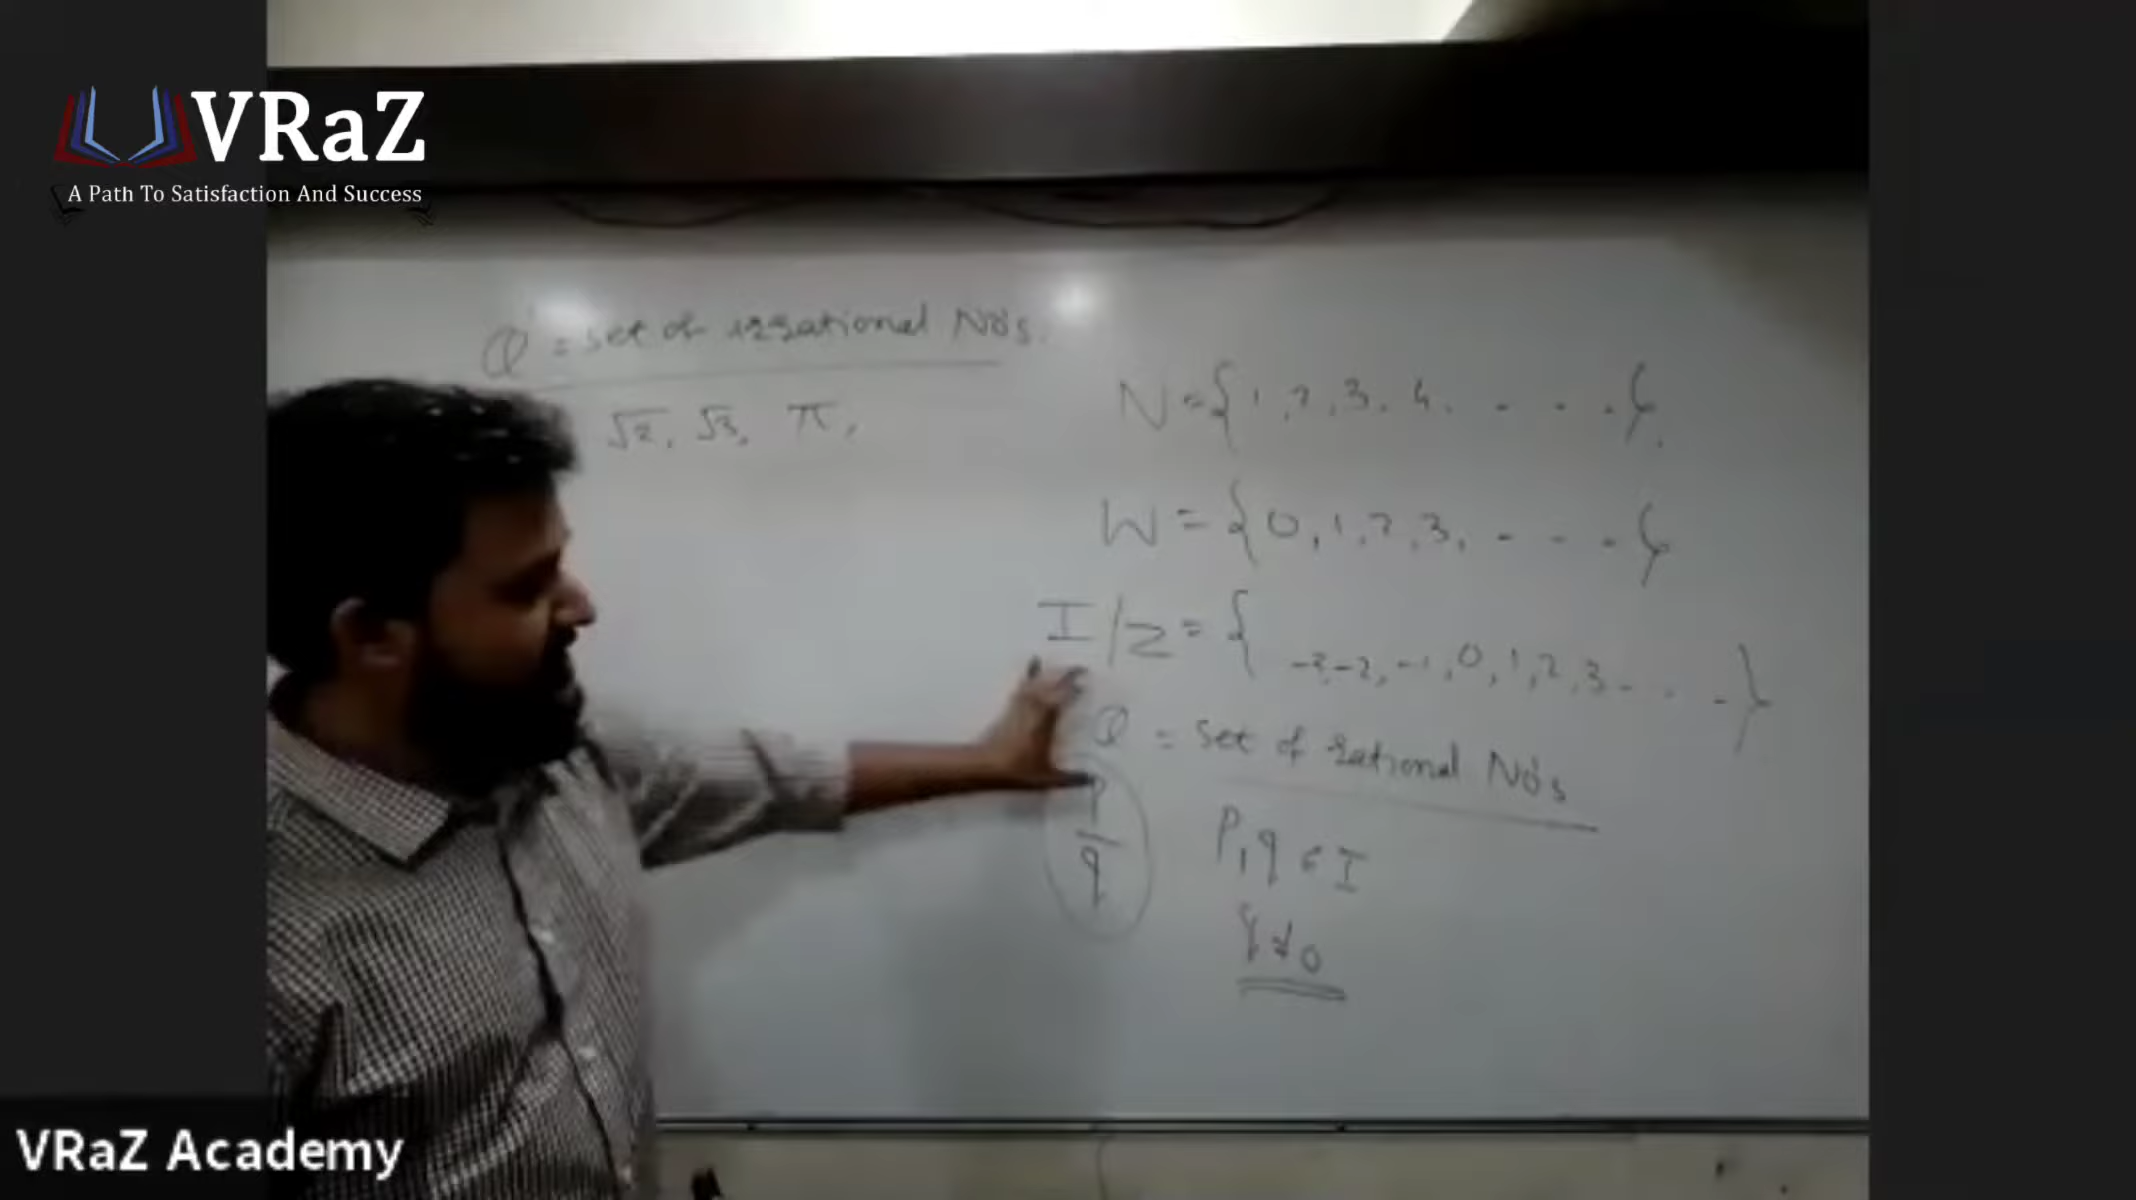 VRaZ
A Path To Satisfaction And Success
Q' = set of irrational No's.
√2, √3, π,
N = {1, 2, 3, 4, . . . .}.
W = {0, 1, 2, 3, . . . .}
I/Z = { -3, -2, -1, 0, 1, 2, 3 - . . . }
Q = set of rational No's
p/q p, q ∈ I
q ≠ 0
VRaZ Academy